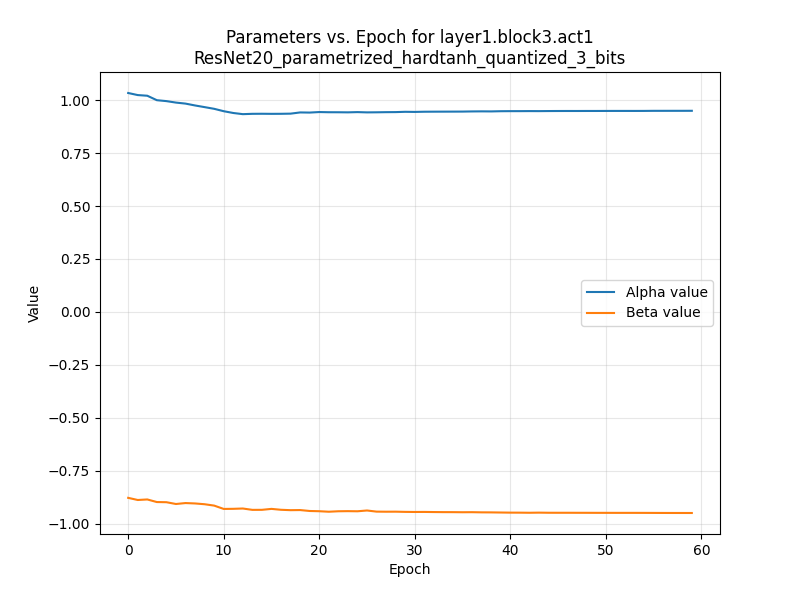 Parameters vs. Epoch for layer1.block3.act1
ResNet20_parametrized_hardtanh_quantized_3_bits
1.00
0.75
0.50
0.25
0.00
−0.25
−0.50
−0.75
−1.00
Value
Alpha value
Beta value
0 10 20 30 40 50 60
Epoch